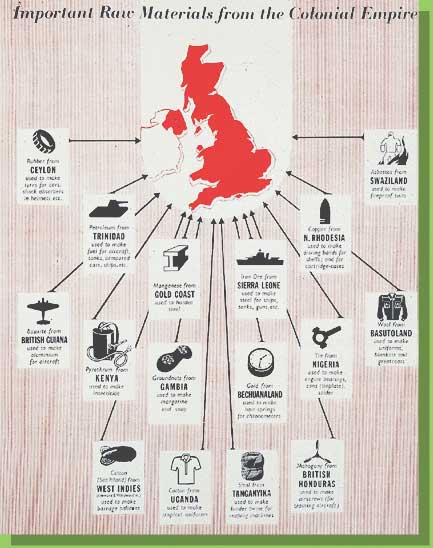 Important Raw Materials from the Colonial Empire
Rubber from
CEYLON
used to make
tyres for cars,
shock absorbers
in helmets etc.
Asbestos from
SWAZILAND
used to make
fireproof suits
Petroleum from
TRINIDAD
used to make
fuel for aircraft,
tanks, armoured
cars, ships, etc.
Copper from
N. RHODESIA
used to make
driving bands for
shells; and for
cartridge-cases
Manganese from
GOLD COAST
used to harden
steel
Iron Ore from
SIERRA LEONE
used to make
steel for ships,
tanks, guns, etc.
Bauxite from
BRITISH GUIANA
used to make
aluminium
for aircraft
Wool from
BASUTOLAND
used to make
uniforms,
blankets and
greatcoats
Pyrethrum from
KENYA
used to make
insecticide
Groundnuts from
GAMBIA
used to make
margarine
and soap
Gold from
BECHUANALAND
used to make
hair springs
for chronometers
Tin from
NIGERIA
used to make
engine bearings,
cans (tinplate),
solder
Cotton
(Sea Island) from
WEST INDIES
used to make
barrage balloons
Cotton from
UGANDA
used to make
tropical uniforms
Sisal from
TANGANYIKA
used to make
binder twine for
Mahogany from
BRITISH
HONDURAS
used to make
airscrews (for
training aircraft)